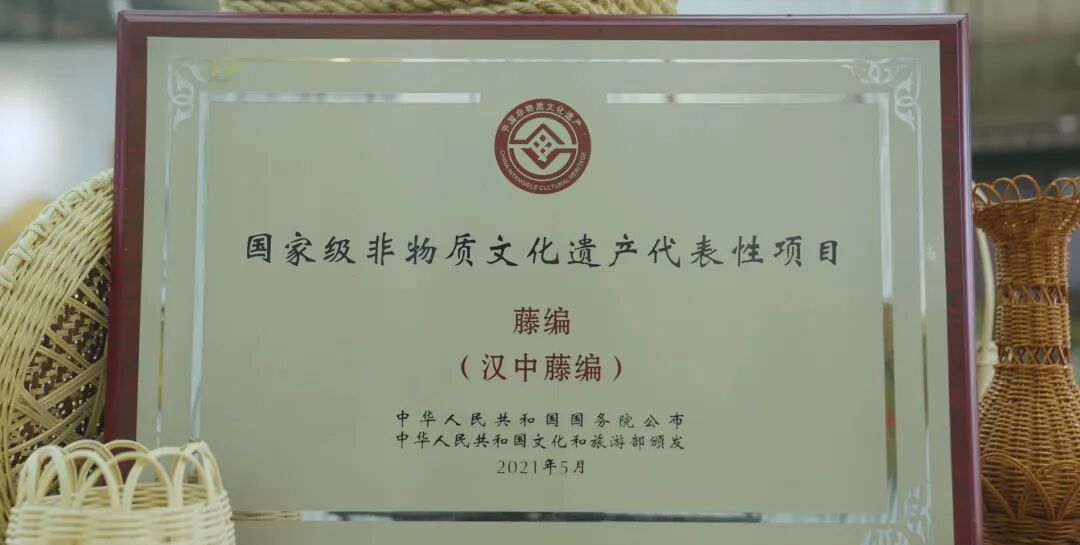 中国非物质文化遗产
CHINA INTANGIBLE CULTURAL HERITAGE
国家级非物质文化遗产代表性项目
藤编
（汉中藤编）
中华人民共和国国务院公布
中华人民共和国文化和旅游部颁发
2021年5月